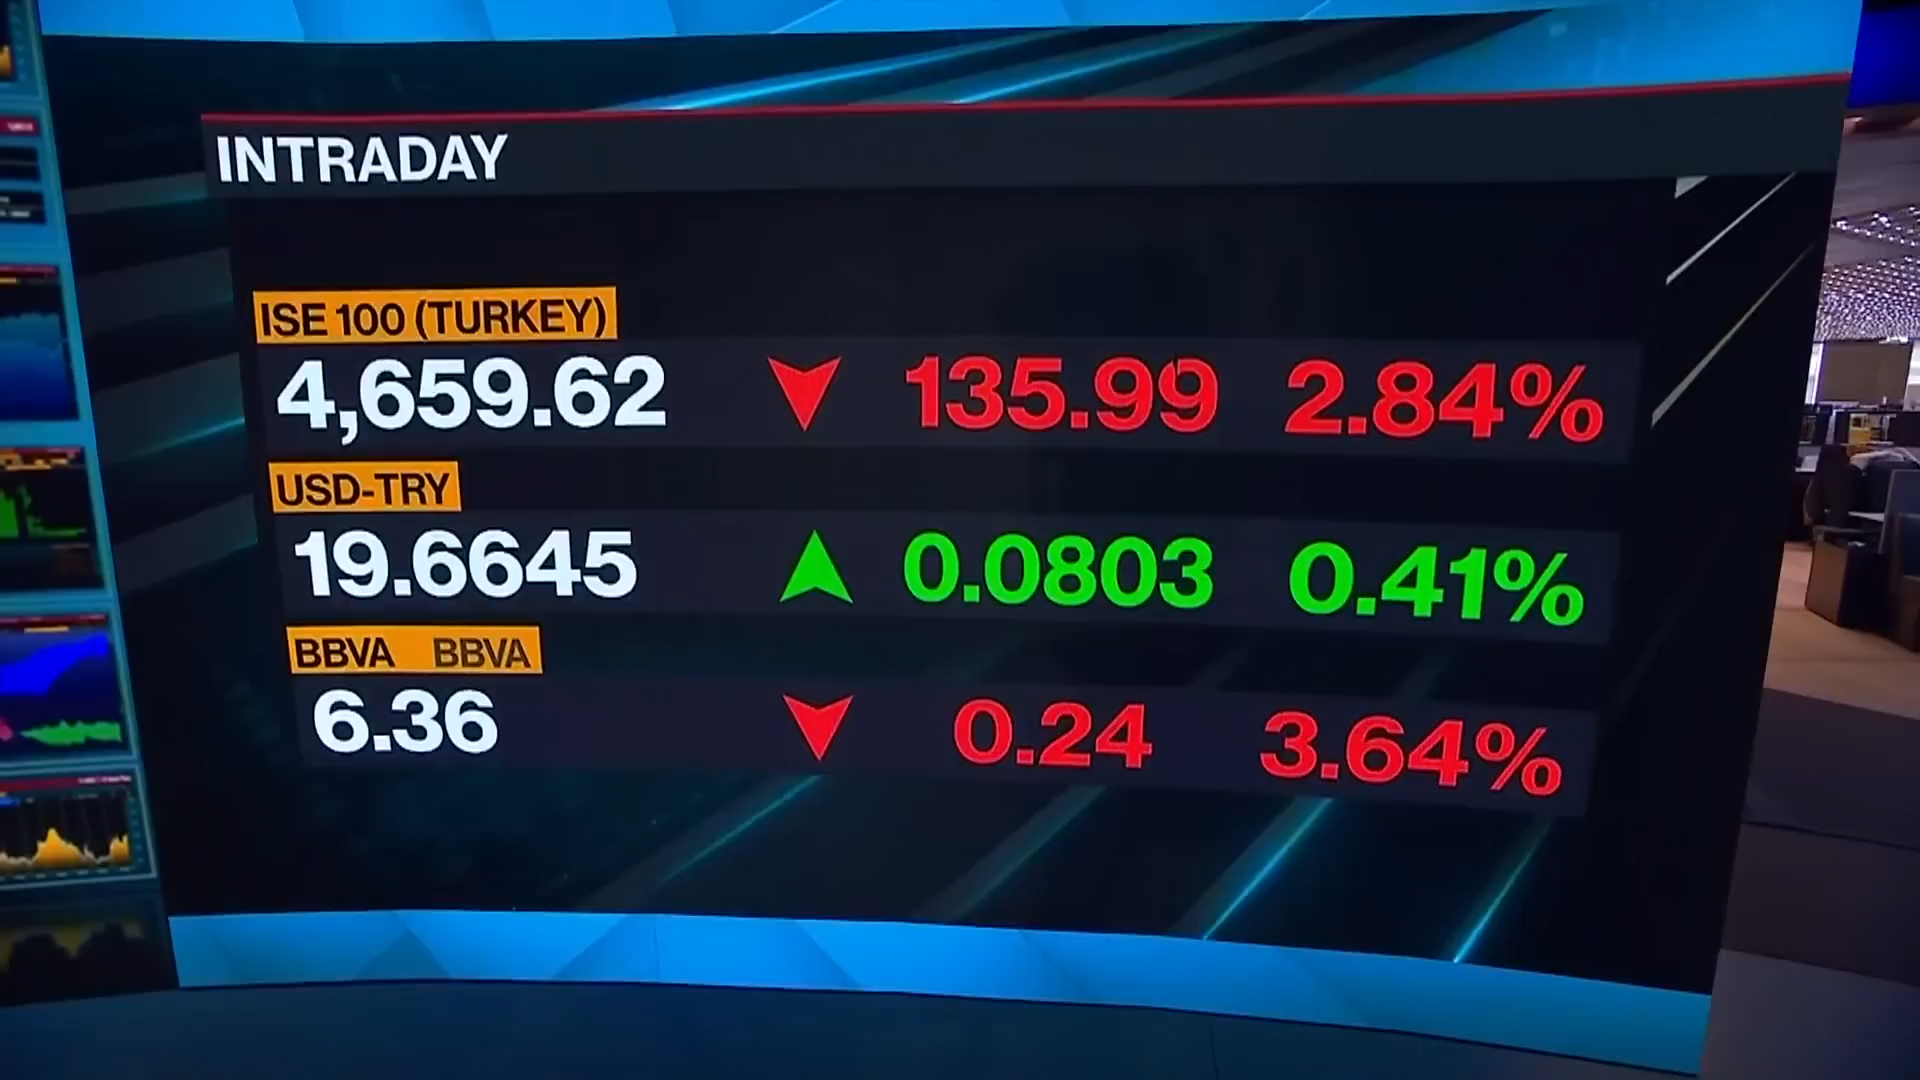 INTRADAY
ISE 100 (TURKEY)
4,659.62 ▼ 135.99 2.84%
USD-TRY
19.6645 ▲ 0.0803 0.41%
BBVA BBVA
6.36 ▼ 0.24 3.64%